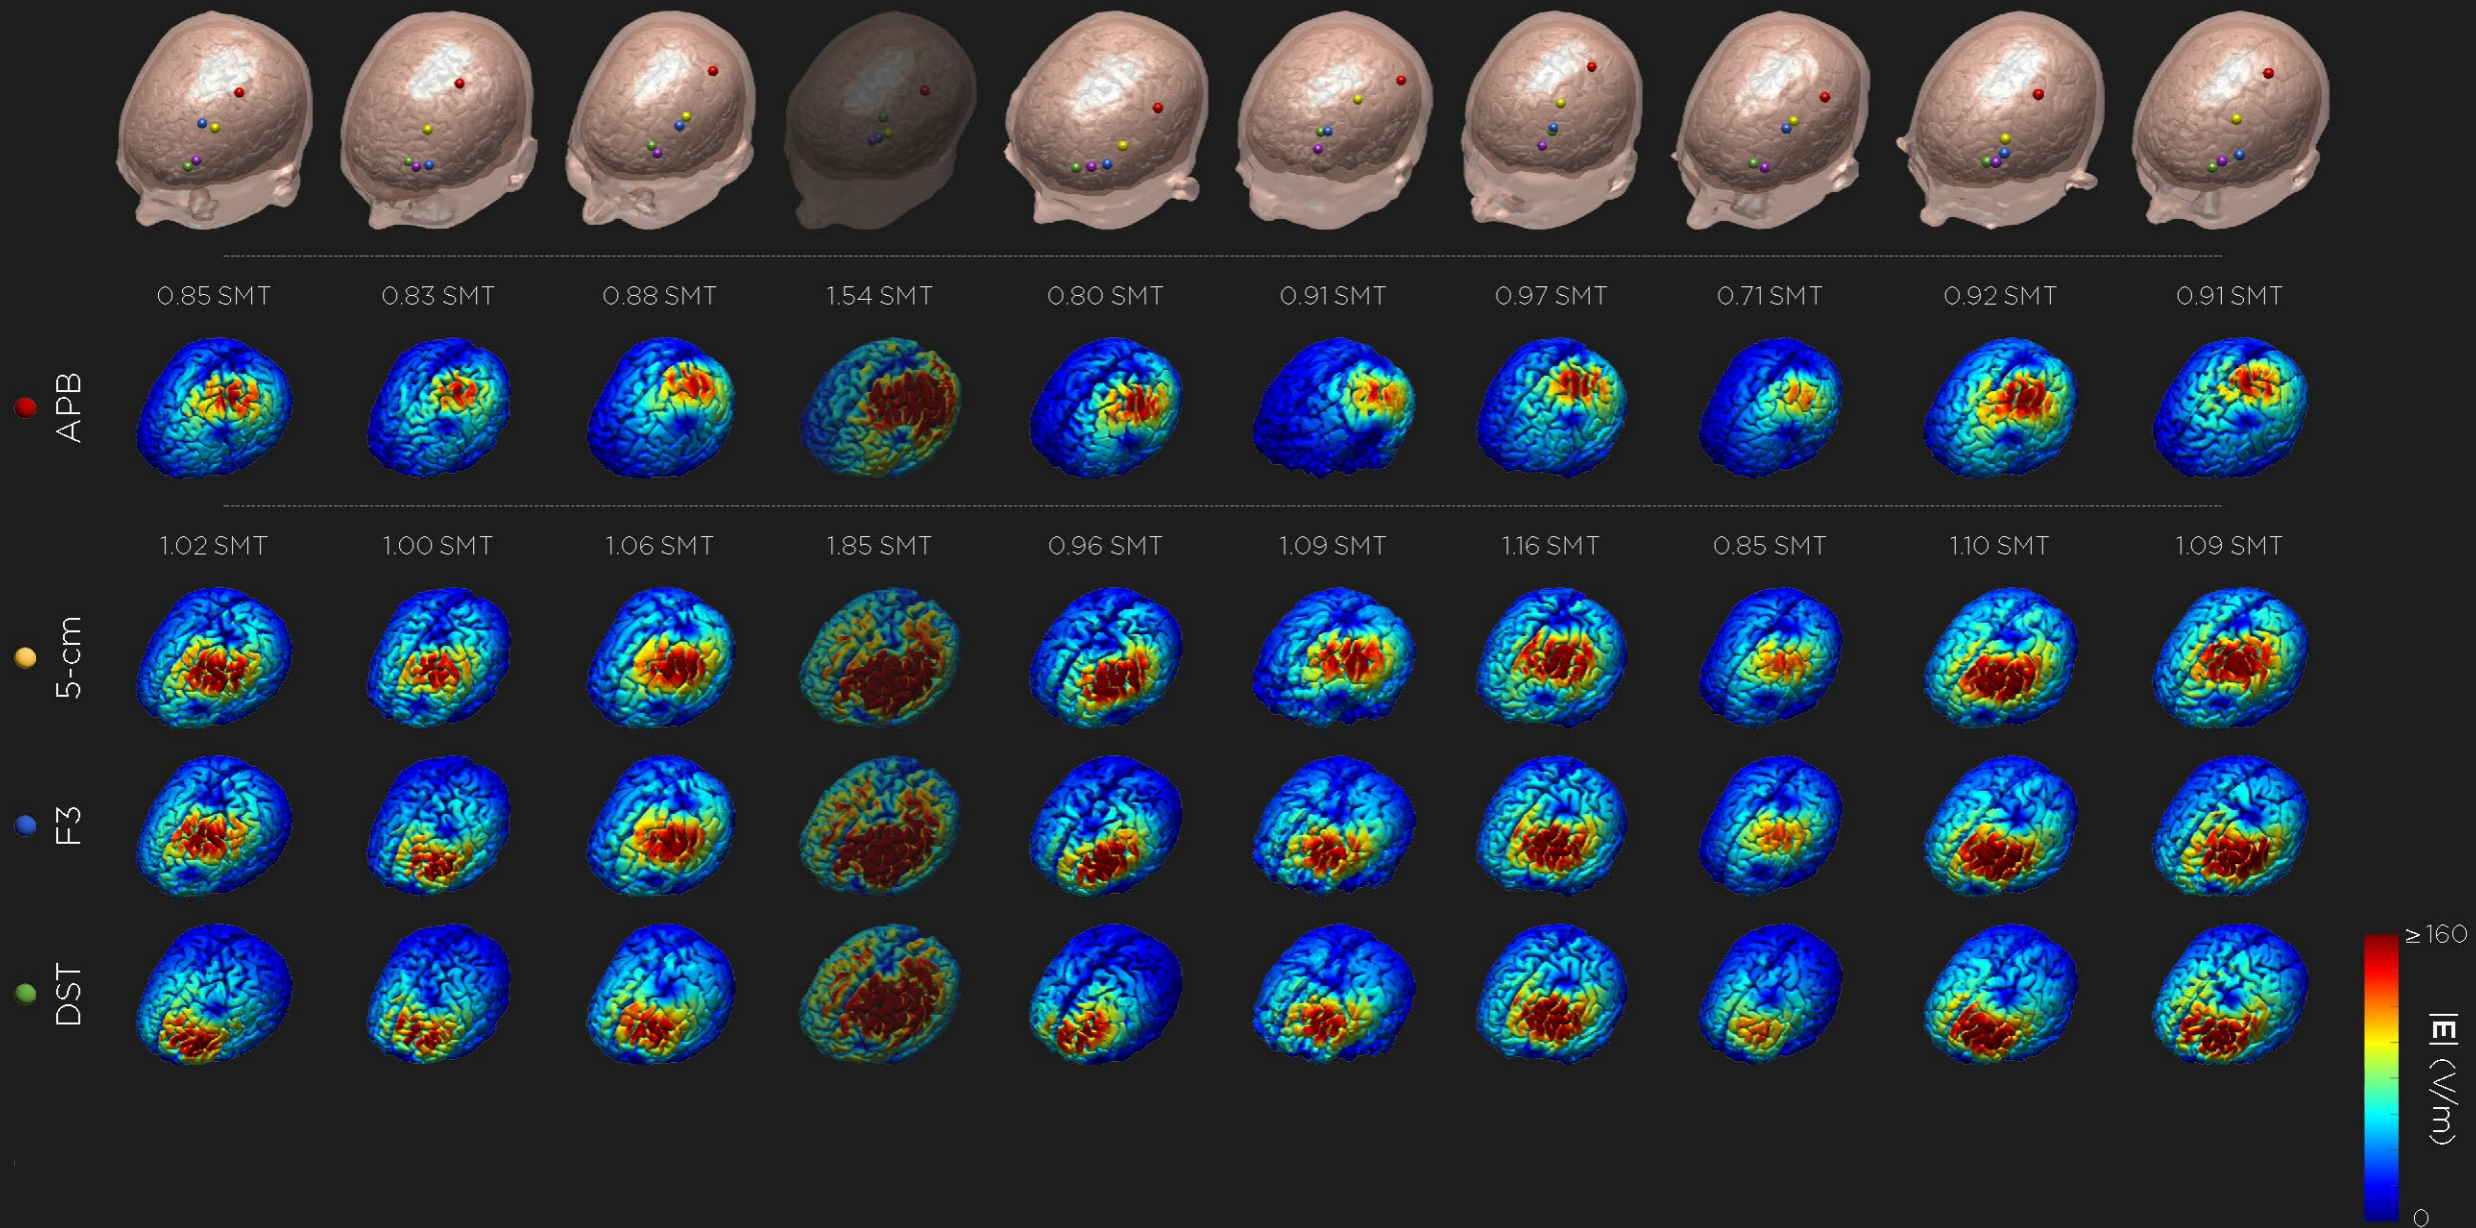 0.85 SMT 0.83 SMT 0.88 SMT 1.54 SMT 0.80 SMT 0.91 SMT 0.97 SMT 0.71 SMT 0.92 SMT 0.91 SMT
APB
1.02 SMT 1.00 SMT 1.06 SMT 1.85 SMT 0.96 SMT 1.09 SMT 1.16 SMT 0.85 SMT 1.10 SMT 1.09 SMT
5-cm
F3
DST
≥160
|E| (V/m)
0